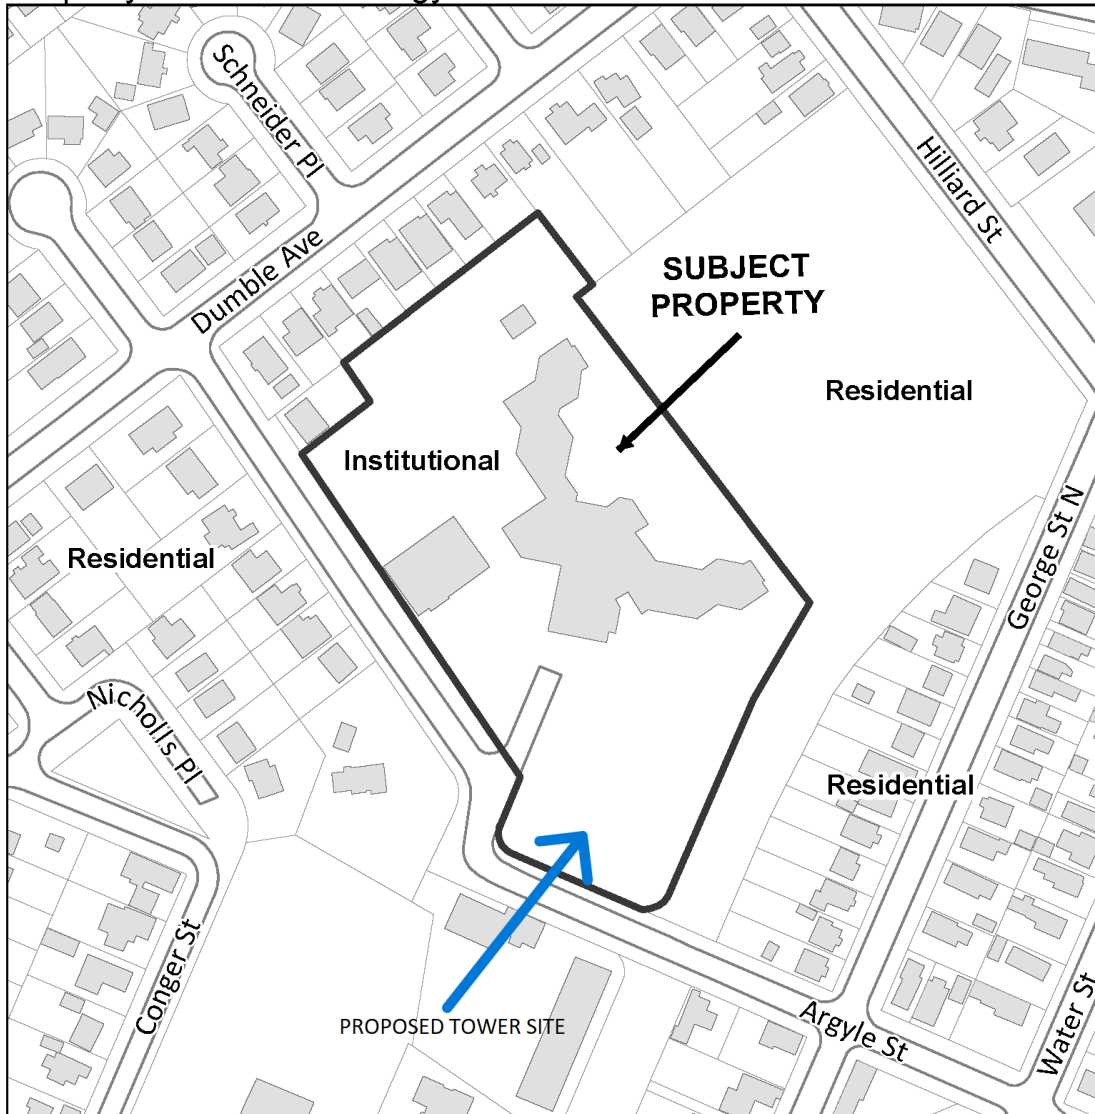 Schneider Pl
Hilliard St
Dumble Ave
SUBJECT
PROPERTY
Residential
Institutional
Residential
George St N
Nicholls Pl
Residential
Conger St
PROPOSED TOWER SITE
Argyle St
Water St